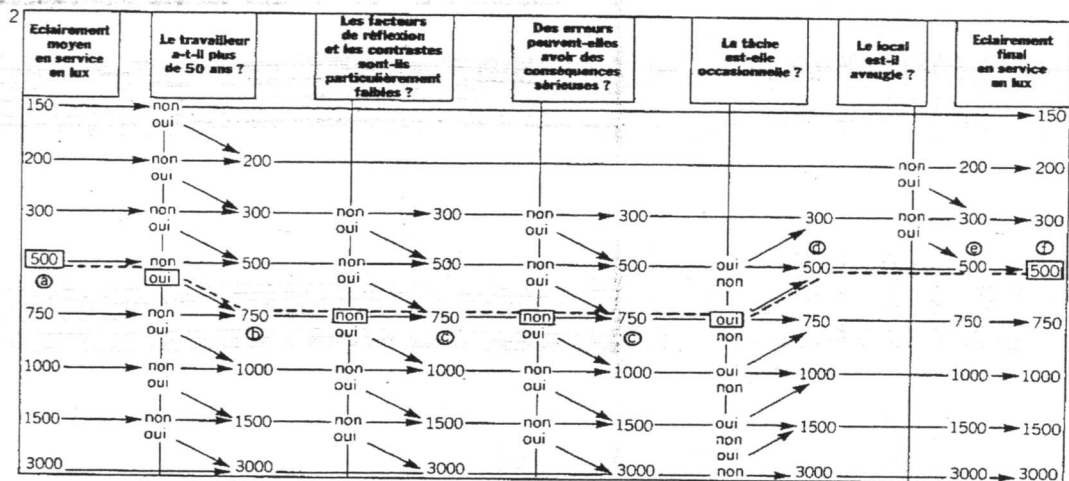 2
Eclairement
moyen
en service
en lux
Le travailleur
a-t-il plus
de 50 ans ?
Les facteurs
de réflexion
et les contrastes
sont-ils
particulièrement
faibles ?
Des erreurs
peuvent-elles
avoir des
conséquences
sérieuses ?
La tâche
est-elle
occasionnelle ?
Le local
est-il
aveugle ?
Eclairement
final
en service
en lux
150 non 150
oui
200 non 200 non 200 200
oui oui
300 non 300 non 300 non 300 300 non 300 300
oui oui oui oui
500 non 500 non 500 non 500 oui 500 500 500
ⓐ oui oui oui non ⓓ ⓔ ⓕ
750 non 750 non 750 non 750 oui 750 750 750
oui ⓑ oui ⓒ oui ⓒ non
1000 non 1000 non 1000 non 1000 oui 1000 1000 1000
oui oui oui non
1500 non 1500 non 1500 non 1500 oui 1500 1500 1500
oui oui oui non
oui
3000 3000 3000 3000 non 3000 3000 3000